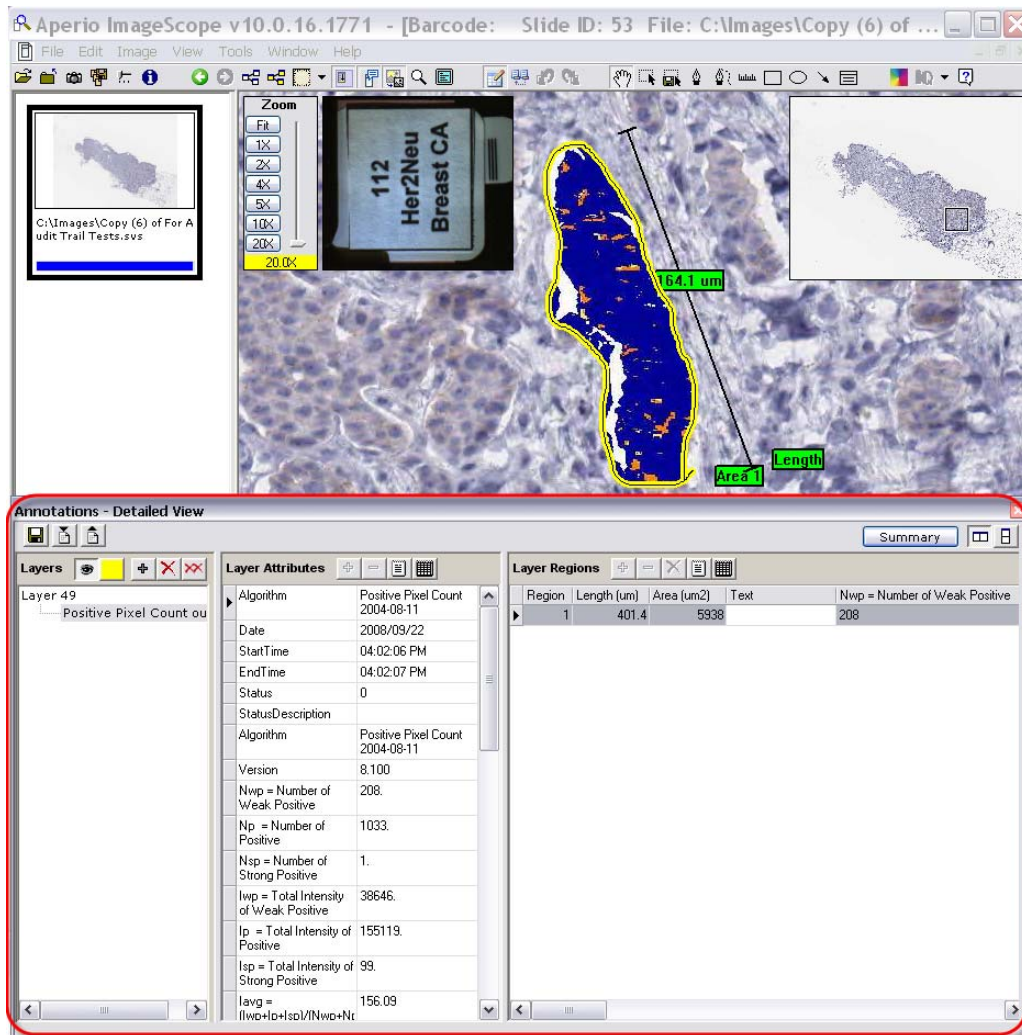 Aperio ImageScope v10.0.16.1771 - [Barcode: Slide ID: 53 File: C:\Images\Copy (6) of ...
File Edit Image View Tools Window Help
C:\Images\Copy (6) of For A
udit Trail Tests.svs
Zoom
Fit
1X
2X
4X
5X
10X
20X
20.0X
112
Her2Neu
Breast CA
164.1 um
Length
Area 1
Annotations - Detailed View
Summary
Layers
Layer 49
Positive Pixel Count ou
Layer Attributes
Algorithm Positive Pixel Count
2004-08-11
Date 2008/09/22
StartTime 04:02:06 PM
EndTime 04:02:07 PM
Status 0
StatusDescription
Algorithm Positive Pixel Count
2004-08-11
Version 8.100
Nwp = Number of 208.
Weak Positive
Np = Number of 1033.
Positive
Nsp = Number of 1.
Strong Positive
Iwp = Total Intensity 38646.
of Weak Positive
Ip = Total Intensity of 155119.
Positive
Isp = Total Intensity of 99.
Strong Positive
Iavg = 156.09
(Iwp+Ip+Isp)/(Nwp+Np
Layer Regions
Region Length (um) Area (um2) Text Nwp = Number of Weak Positive
1 401.4 5938 208